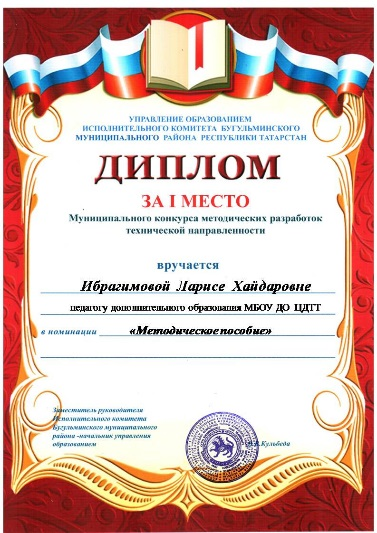 УПРАВЛЕНИЕ ОБРАЗОВАНИЕМ
ИСПОЛНИТЕЛЬНОГО КОМИТЕТА БУГУЛЬМИНСКОГО
МУНИЦИПАЛЬНОГО РАЙОНА РЕСПУБЛИКИ ТАТАРСТАН
ДИПЛОМ
ЗА I МЕСТО
Муниципального конкурса методических разработок
технической направленности
вручается
Ибрагимовой Ларисе Хайдаровне
педагогу дополнительного образования МБОУ ДО ЦДТТ
в номинации «Методическое пособие»
Заместитель руководителя
Исполнительного комитета
Бугульминского муниципального
района -начальник управления
образованием Кульбеда